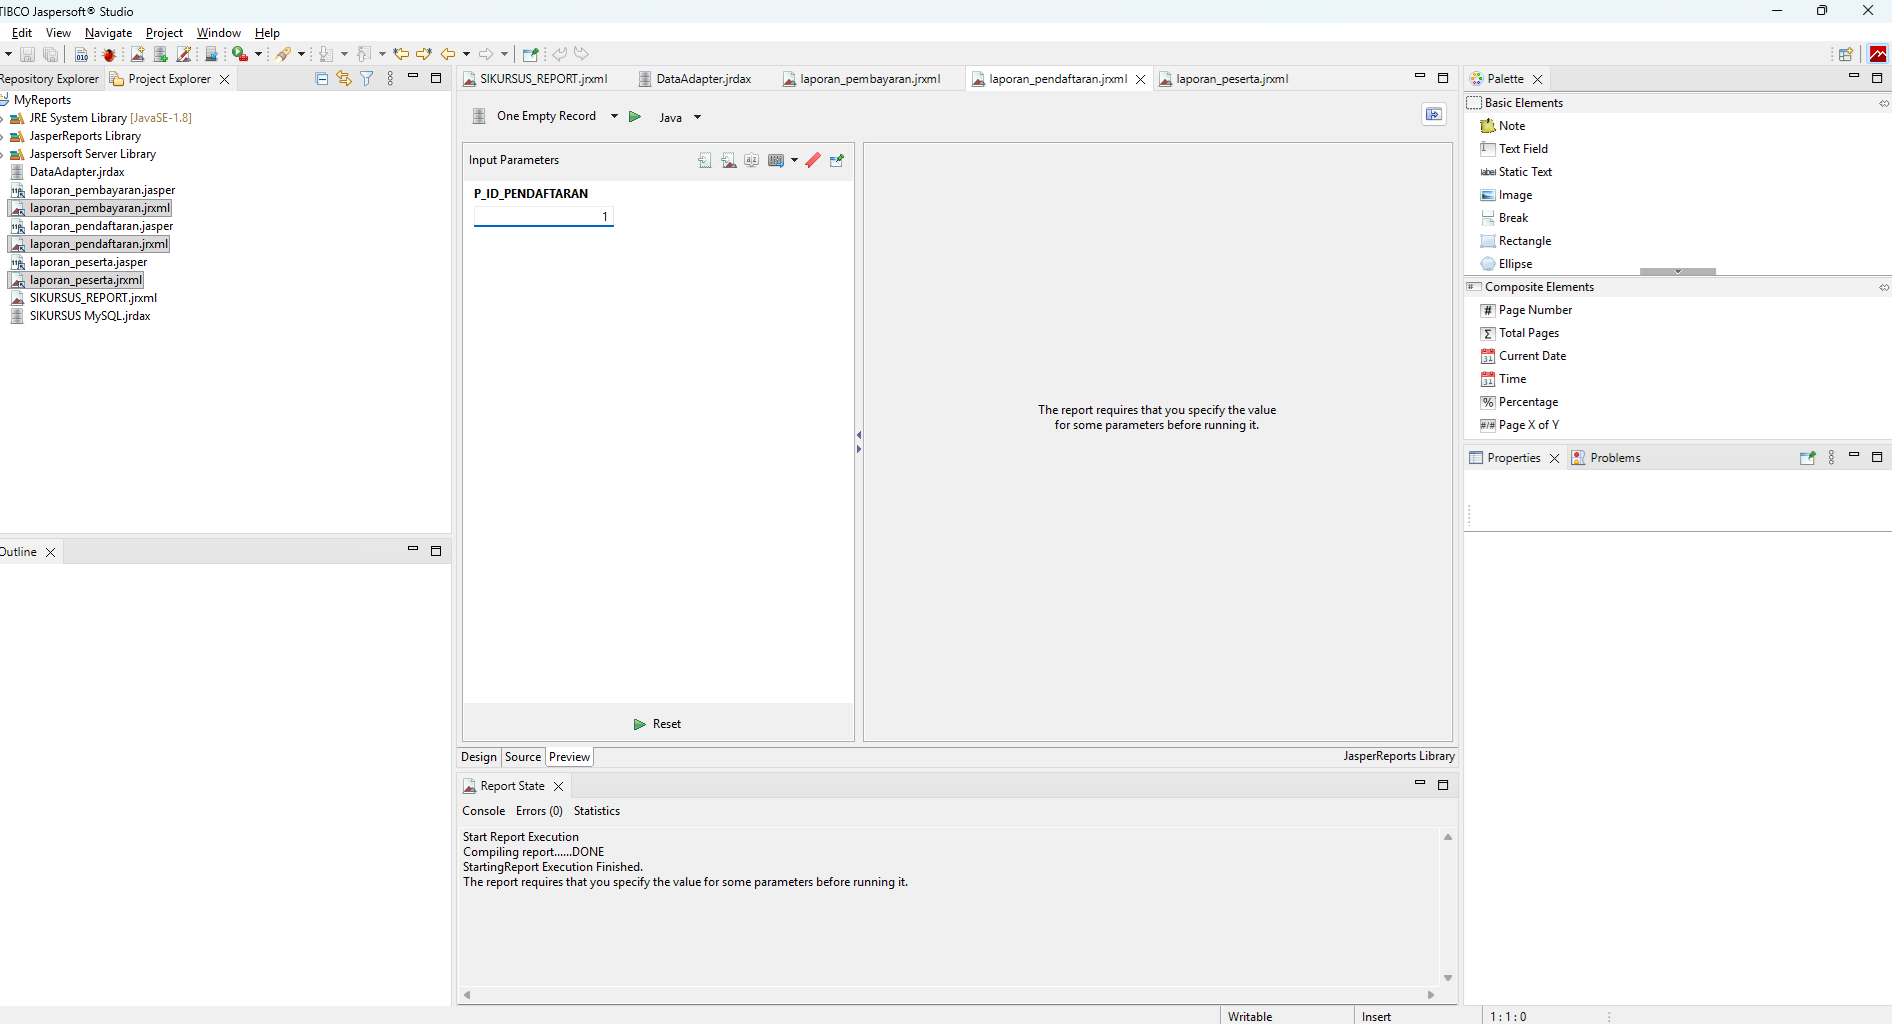 TIBCO Jaspersoft® Studio
Edit View Navigate Project Window Help
Repository Explorer Project Explorer
MyReports
JRE System Library [JavaSE-1.8]
JasperReports Library
Jaspersoft Server Library
DataAdapter.jrdax
laporan_pembayaran.jasper
laporan_pembayaran.jrxml
laporan_pendaftaran.jasper
laporan_pendaftaran.jrxml
laporan_peserta.jasper
laporan_peserta.jrxml
SIKURSUS_REPORT.jrxml
SIKURSUS MySQL.jrdax
Outline
SIKURSUS_REPORT.jrxml DataAdapter.jrdax laporan_pembayaran.jrxml laporan_pendaftaran.jrxml laporan_peserta.jrxml
One Empty Record Java
Input Parameters
P_ID_PENDAFTARAN
1
Reset
The report requires that you specify the value
for some parameters before running it.
Design Source Preview JasperReports Library
Report State
Console Errors (0) Statistics
Start Report Execution
Compiling report......DONE
StartingReport Execution Finished.
The report requires that you specify the value for some parameters before running it.
Palette
Basic Elements
Note
Text Field
label Static Text
Image
Break
Rectangle
Ellipse
Composite Elements
# Page Number
Σ Total Pages
31 Current Date
31 Time
% Percentage
#/# Page X of Y
Properties Problems
Writable Insert 1 : 1 : 0